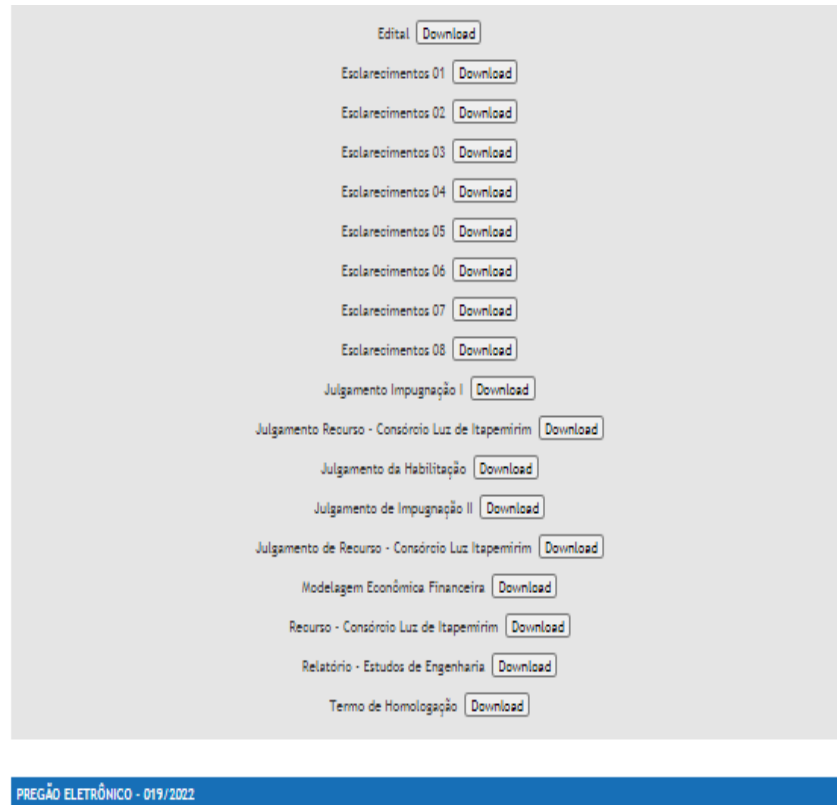 Edital Download
Esclarecimentos 01 Download
Esclarecimentos 02 Download
Esclarecimentos 03 Download
Esclarecimentos 04 Download
Esclarecimentos 05 Download
Esclarecimentos 06 Download
Esclarecimentos 07 Download
Esclarecimentos 08 Download
Julgamento Impugnação I Download
Julgamento Recurso - Consórcio Luz de Itapemirim Download
Julgamento da Habilitação Download
Julgamento de Impugnação II Download
Julgamento de Recurso - Consórcio Luz Itapemirim Download
Modelagem Econômica Financeira Download
Recurso - Consórcio Luz de Itapemirim Download
Relatório - Estudos de Engenharia Download
Termo de Homologação Download
PREGÃO ELETRÔNICO - 019/2022